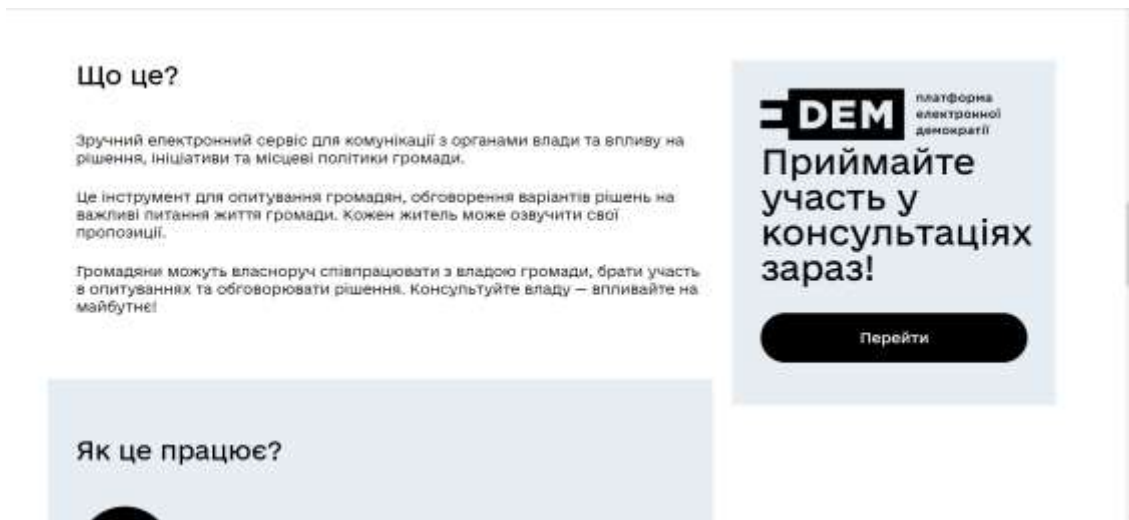 Що це?
Зручний електронний сервіс для комунікації з органами влади та впливу на
рішення, ініціативи та місцеві політики громади.
Це інструмент для опитування громадян, обговорення варіантів рішень на
важливі питання життя громади. Кожен житель може озвучити свої
пропозиції.
Громадяни можуть власноруч співпрацювати з владою громади, брати участь
в опитуваннях та обговорювати рішення. Консультуйте владу — впливайте на
майбутнє!
Як це працює?
DEM
платформа
електронної
демократії
Приймайте
участь у
консультаціях
зараз!
Перейти